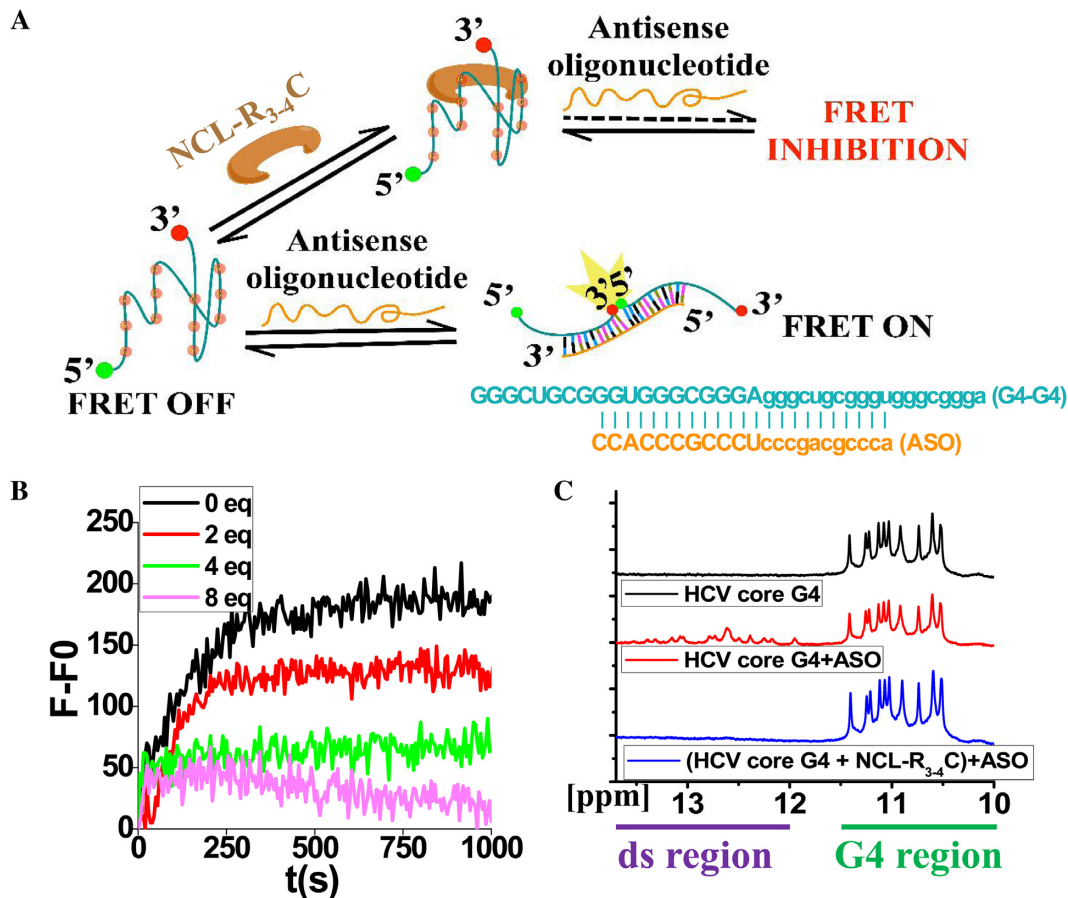 A
3’
Antisense
oligonucleotide
NCL-R3-4C
FRET
INHIBITION
5’
3’
Antisense
oligonucleotide
5’
3’
5’
5’
3’
FRET ON
3’
5’
FRET OFF
GGGCUGCGGGUGGGCGGGAgggcugcgggugggcggga (G4-G4)
CCACCCGCCCUcccgacgccca (ASO)
B
0 eq
2 eq
4 eq
8 eq
250
200
150
100
50
0
F-F0
0
250
500
750
1000
t(s)
C
HCV core G4
HCV core G4+ASO
(HCV core G4 + NCL-R3-4C)+ASO
[ppm]
13
12
11
10
ds region
G4 region